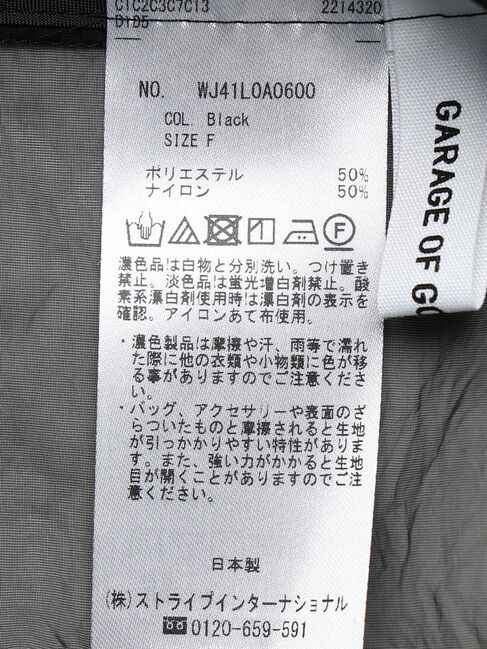 C1C2C3C7C13 2214320
D1D5
NO. WJ41L0A0600
COL. Black
SIZE F
ポリエステル 50%
ナイロン 50%
F
濃色品は白物と分別洗い。つけ置き
禁止。淡色品は蛍光増白剤禁止。酸
素系漂白剤使用時は漂白剤の表示を
確認。アイロンあて布使用。
・濃色製品は摩擦や汗、雨等で濡れ
た際に他の衣類や小物類に色が移
る事がありますのでご注意くださ
い。
・バッグ、アクセサリーや表面のざ
らついたものと摩擦されると生地
が引っかかりやすい特性がありま
す。また、強い力がかかると生地
目が開くことがありますのでご注
意ください。
日本製
(株)ストライプインターナショナル
0120-659-591
GARAGE OF GO